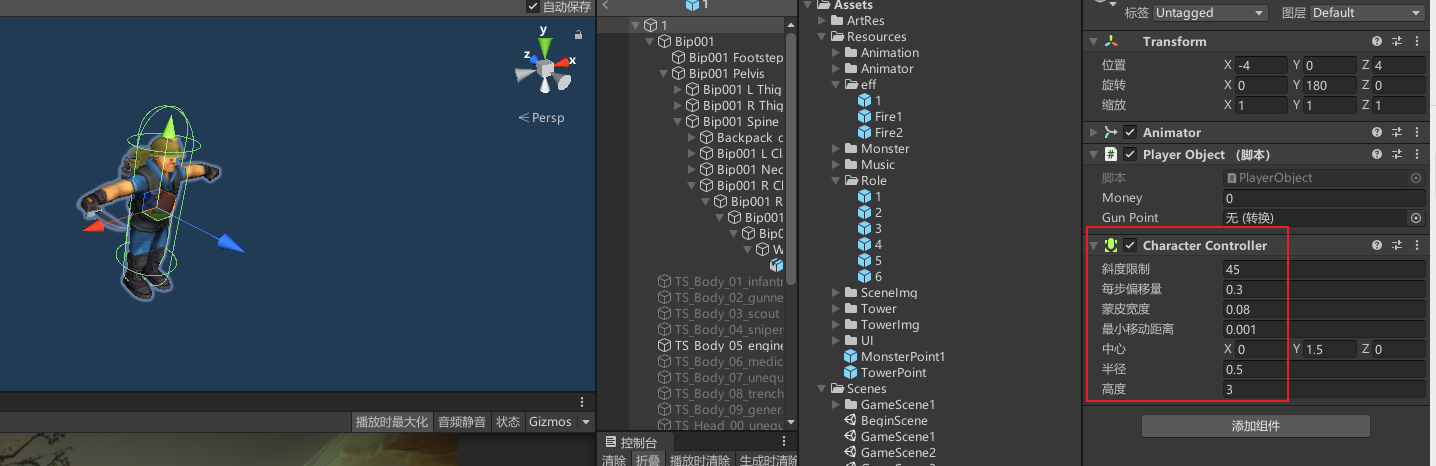 自动保存
y
z
x
Persp
播放时最大化 音频静音 状态 Gizmos
1
1
Bip001
Bip001 Footstep
Bip001 Pelvis
Bip001 L Thig
Bip001 R Thig
Bip001 Spine
Backpack_c
Bip001 L Cl
Bip001 Nec
Bip001 R Cl
Bip001 R
Bip001
Bip0
W
TS_Body_01_infantr
TS_Body_02_gunne
TS_Body_03_scout
TS_Body_04_sniper
TS_Body_05_engine
TS_Body_06_medic
TS_Body_07_unequ
TS_Body_08_trench
TS_Body_09_genera
TS_Head_00_unequ
控制台
清除 折叠 播放时清除 生成时清除
Assets
ArtRes
Resources
Animation
Animator
eff
1
Fire1
Fire2
Monster
Music
Role
1
2
3
4
5
6
SceneImg
Tower
TowerImg
UI
MonsterPoint1
TowerPoint
Scenes
GameScene1
BeginScene
GameScene1
GameScene2
标签 Untagged 图层 Default
Transform
位置 X -4 Y 0 Z 4
旋转 X 0 Y 180 Z 0
缩放 X 1 Y 1 Z 1
Animator
# Player Object （脚本）
脚本 PlayerObject
Money 0
Gun Point 无 (转换)
Character Controller
斜度限制 45
每步偏移量 0.3
蒙皮宽度 0.08
最小移动距离 0.001
中心 X 0 Y 1.5 Z 0
半径 0.5
高度 3
添加组件